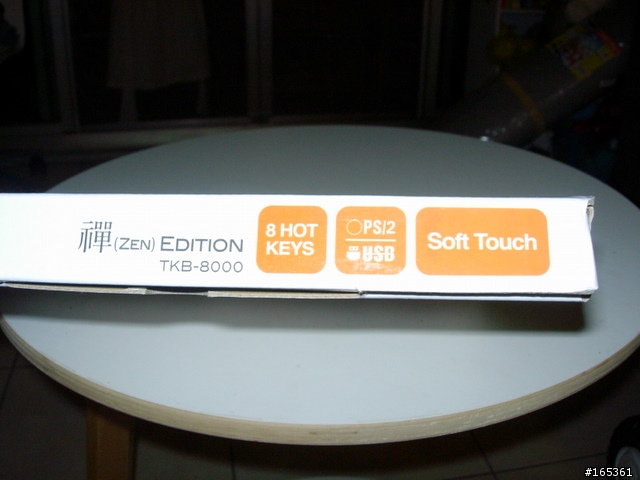 禪 (ZEN) EDITION
TKB-8000
8 HOT
KEYS
PS/2
USB
Soft Touch
#165361